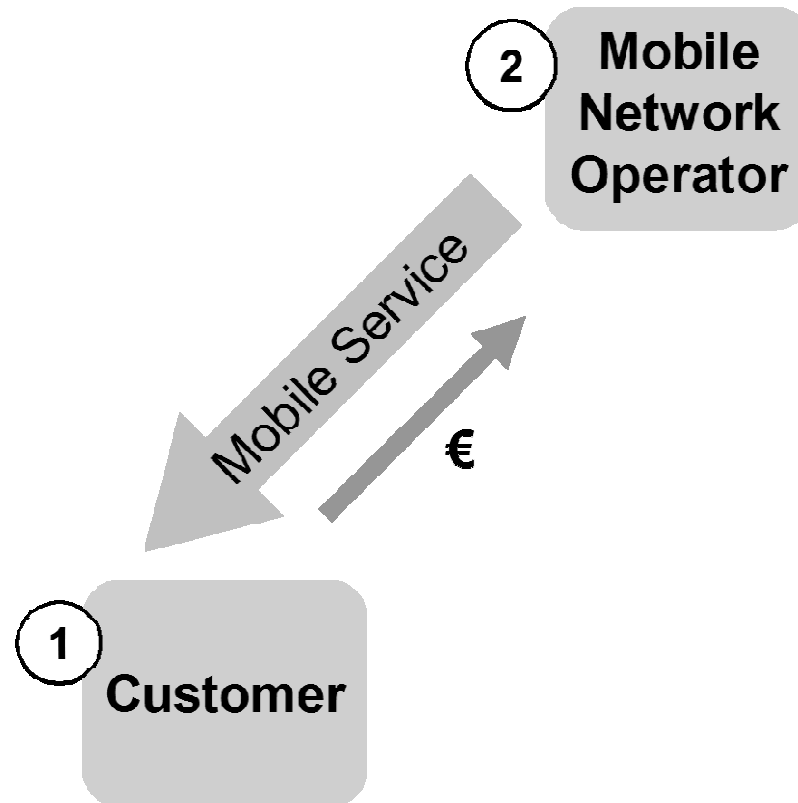 2
Mobile
Network
Operator
Mobile Service
€
1
Customer